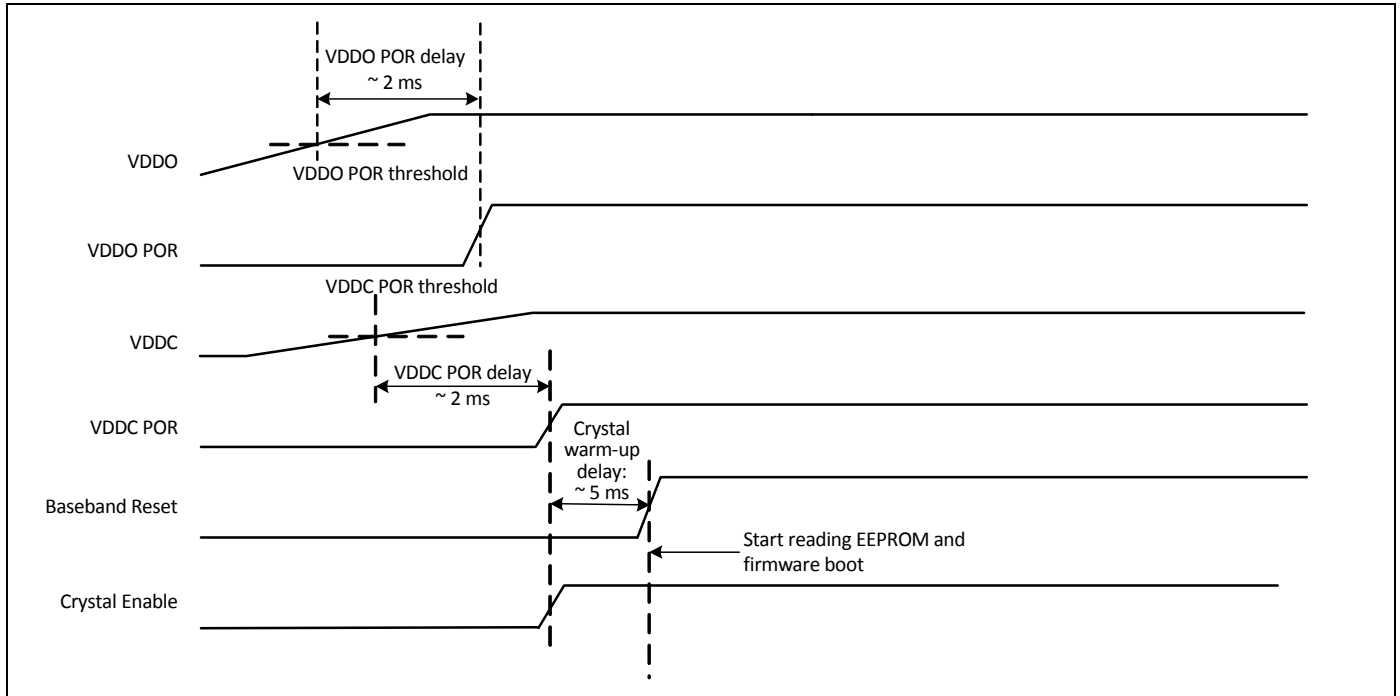 VDDO POR delay
~ 2 ms
VDDO
VDDO POR threshold
VDDO POR
VDDC POR threshold
VDDC
VDDC POR delay
~ 2 ms
VDDC POR
Crystal
warm-up
delay:
~ 5 ms
Baseband Reset
Start reading EEPROM and
firmware boot
Crystal Enable